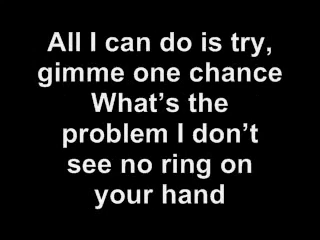 All I can do is try,
gimme one chance
What’s the
problem I don’t
see no ring on
your hand